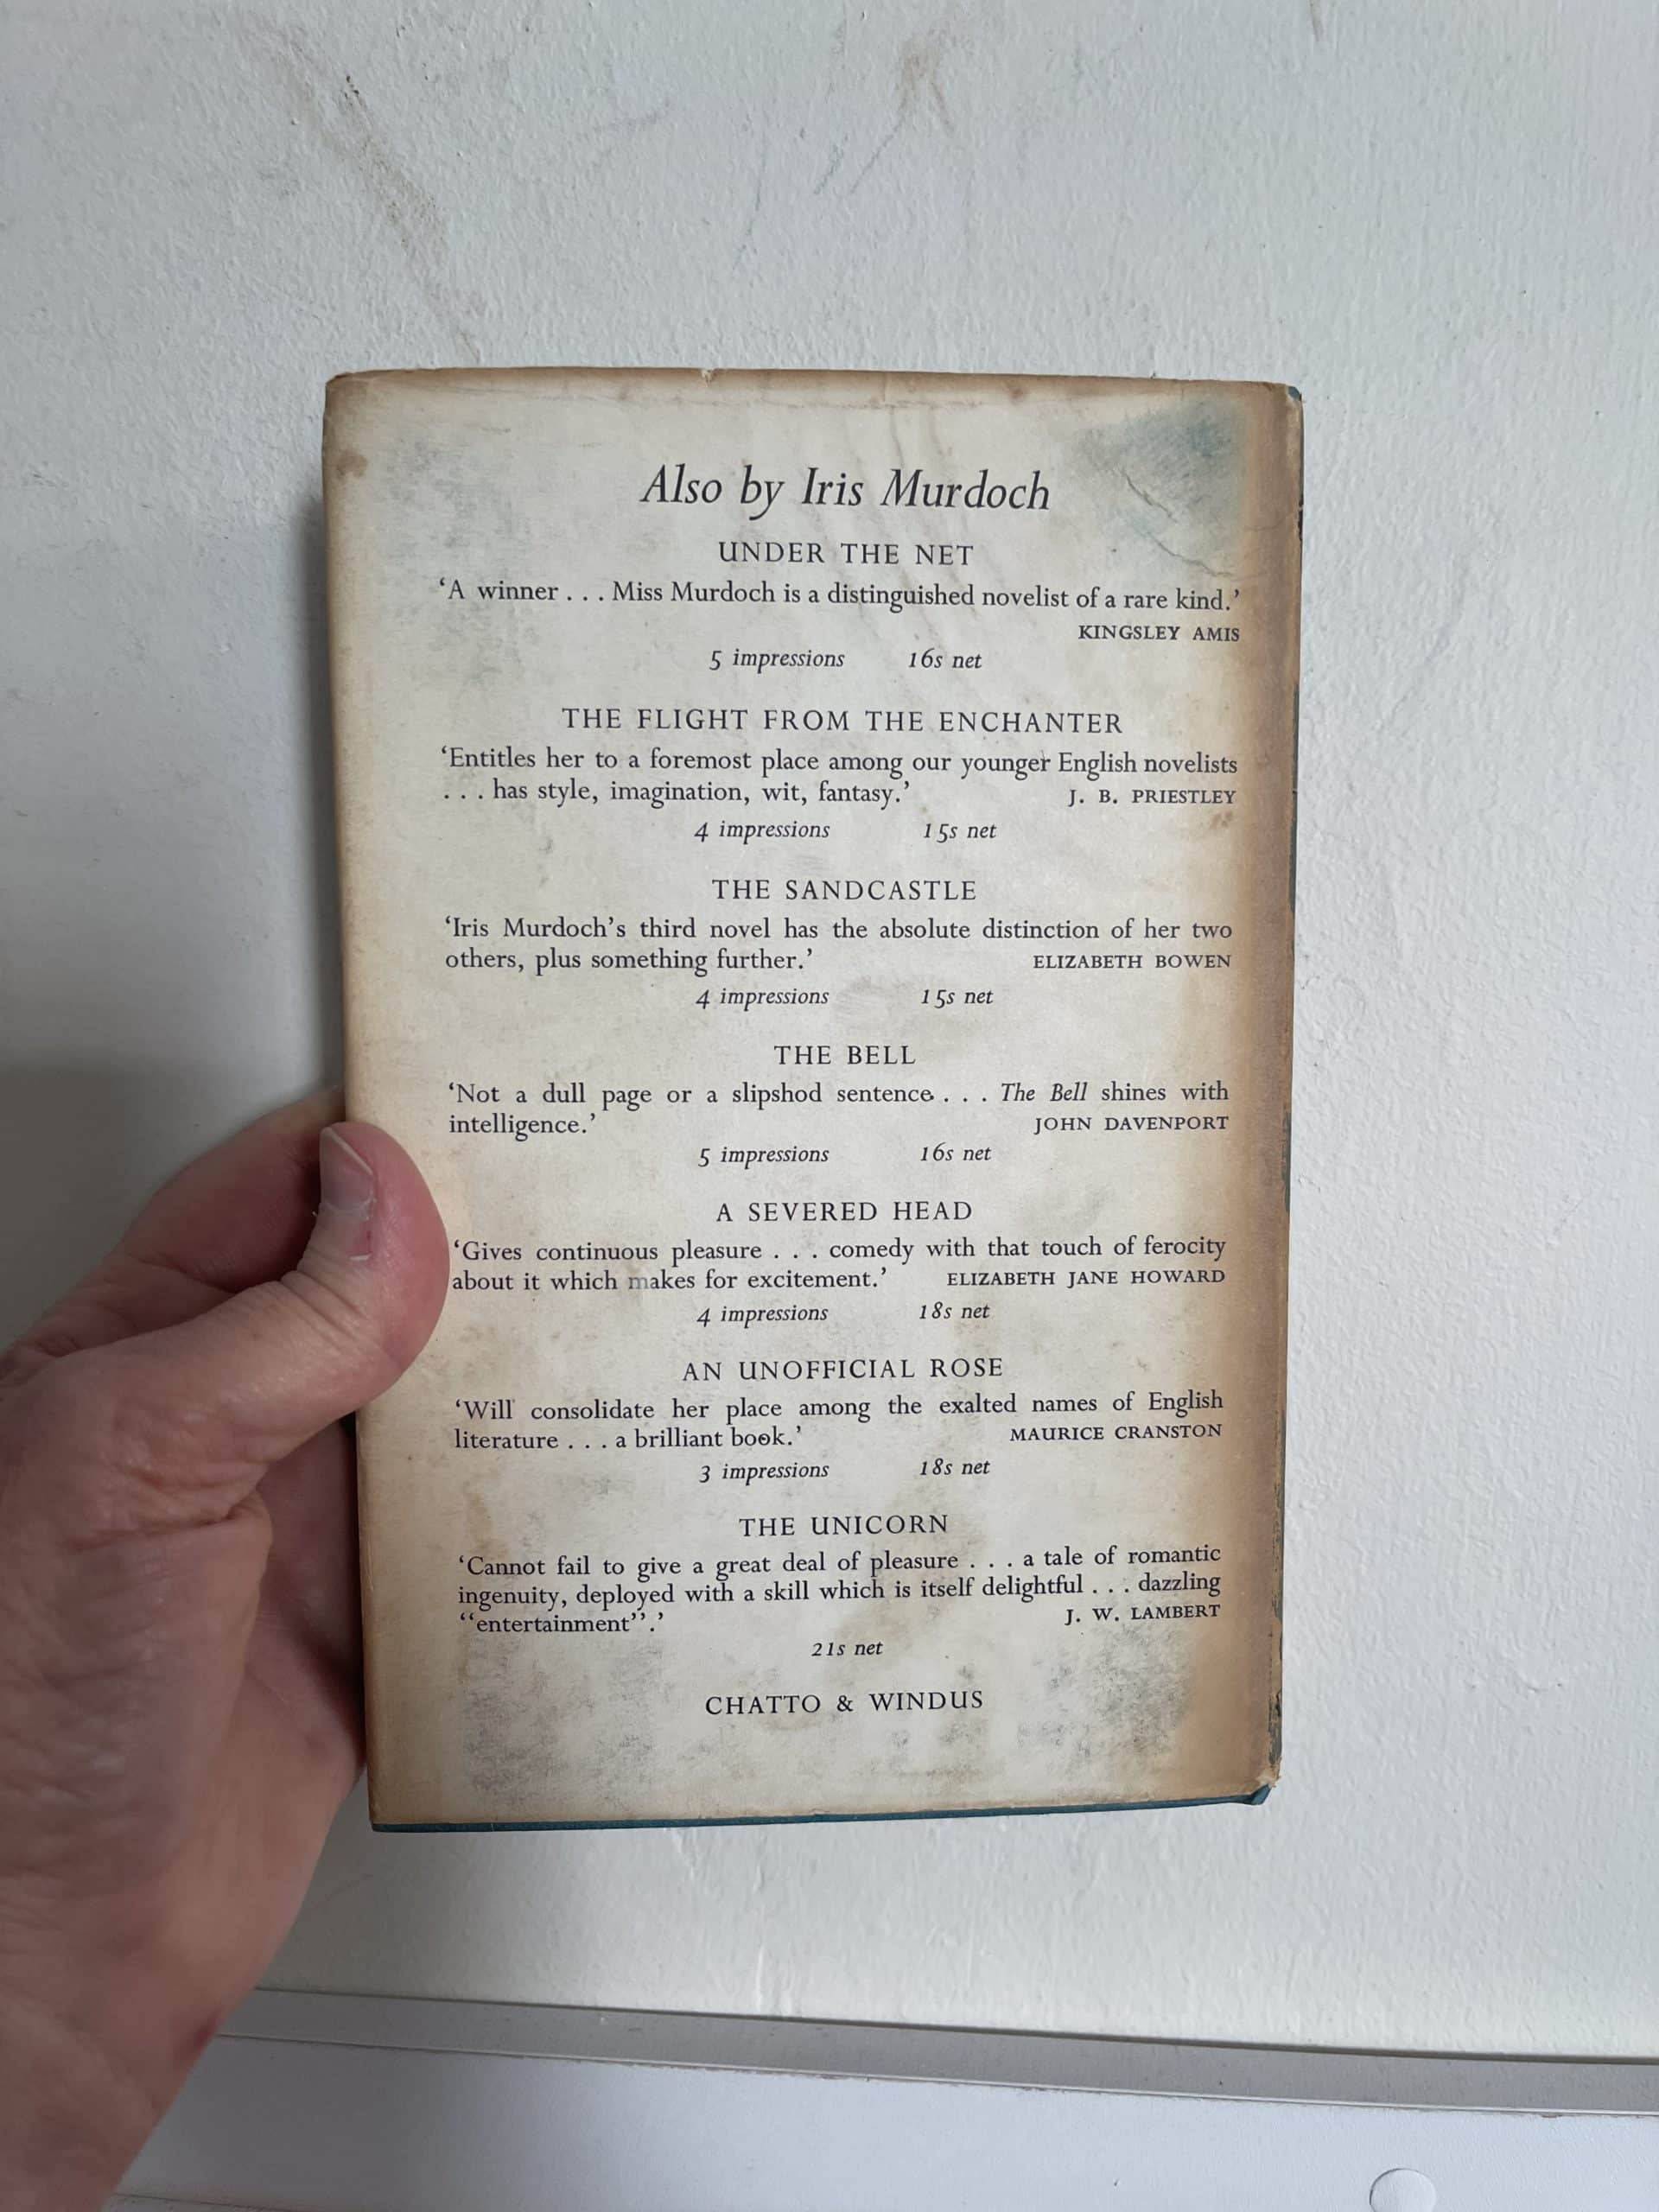 Also by Iris Murdoch
UNDER THE NET
‘A winner . . . Miss Murdoch is a distinguished novelist of a rare kind.’
KINGSLEY AMIS
5 impressions 16s net
THE FLIGHT FROM THE ENCHANTER
‘Entitles her to a foremost place among our younger English novelists
. . . has style, imagination, wit, fantasy.’ J. B. PRIESTLEY
4 impressions 15s net
THE SANDCASTLE
‘Iris Murdoch’s third novel has the absolute distinction of her two
others, plus something further.’ ELIZABETH BOWEN
4 impressions 15s net
THE BELL
‘Not a dull page or a slipshod sentence. . . . The Bell shines with
intelligence.’ JOHN DAVENPORT
5 impressions 16s net
A SEVERED HEAD
‘Gives continuous pleasure . . . comedy with that touch of ferocity
about it which makes for excitement.’ ELIZABETH JANE HOWARD
4 impressions 18s net
AN UNOFFICIAL ROSE
‘Will consolidate her place among the exalted names of English
literature . . . a brilliant book.’ MAURICE CRANSTON
3 impressions 18s net
THE UNICORN
‘Cannot fail to give a great deal of pleasure . . . a tale of romantic
ingenuity, deployed with a skill which is itself delightful . . . dazzling
“entertainment”.’ J. W. LAMBERT
21s net
CHATTO & WINDUS